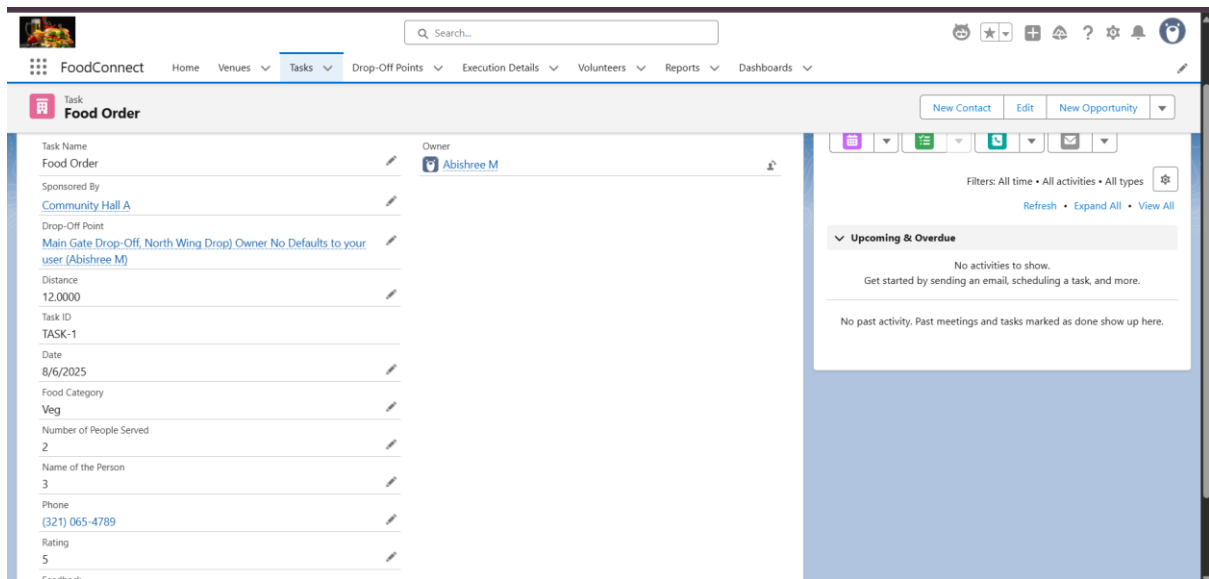 Search...
FoodConnect
Home
Venues
Tasks
Drop-Off Points
Execution Details
Volunteers
Reports
Dashboards
Task
Food Order
New Contact
Edit
New Opportunity
Task Name
Food Order
Sponsored By
Community Hall A
Drop-Off Point
Main Gate Drop-Off, North Wing Drop) Owner No Defaults to your
user (Abishree M)
Distance
12.0000
Task ID
TASK-1
Date
8/6/2025
Food Category
Veg
Number of People Served
2
Name of the Person
3
Phone
(321) 065-4789
Rating
5
Feedback
Owner
Abishree M
Filters: All time • All activities • All types
Refresh • Expand All • View All
Upcoming & Overdue
No activities to show.
Get started by sending an email, scheduling a task, and more.
No past activity. Past meetings and tasks marked as done show up here.